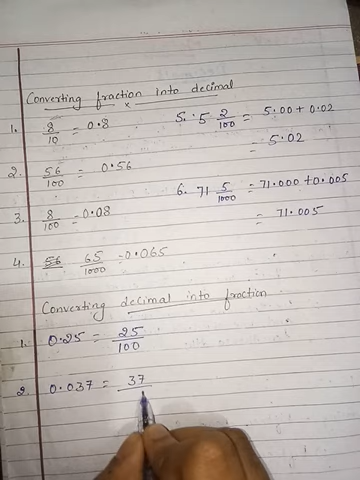 Converting fraction into decimal
1. 8/10 = 0.8
2. 56/100 = 0.56
3. 8/100 = 0.08
4. 56 65/1000 = 0.065
5. 5 2/100 = 5.00 + 0.02
= 5.02
6. 71 5/1000 = 71.000 + 0.005
= 71.005
Converting decimal into fraction
1. 0.25 = 25/100
2. 0.037 = 37